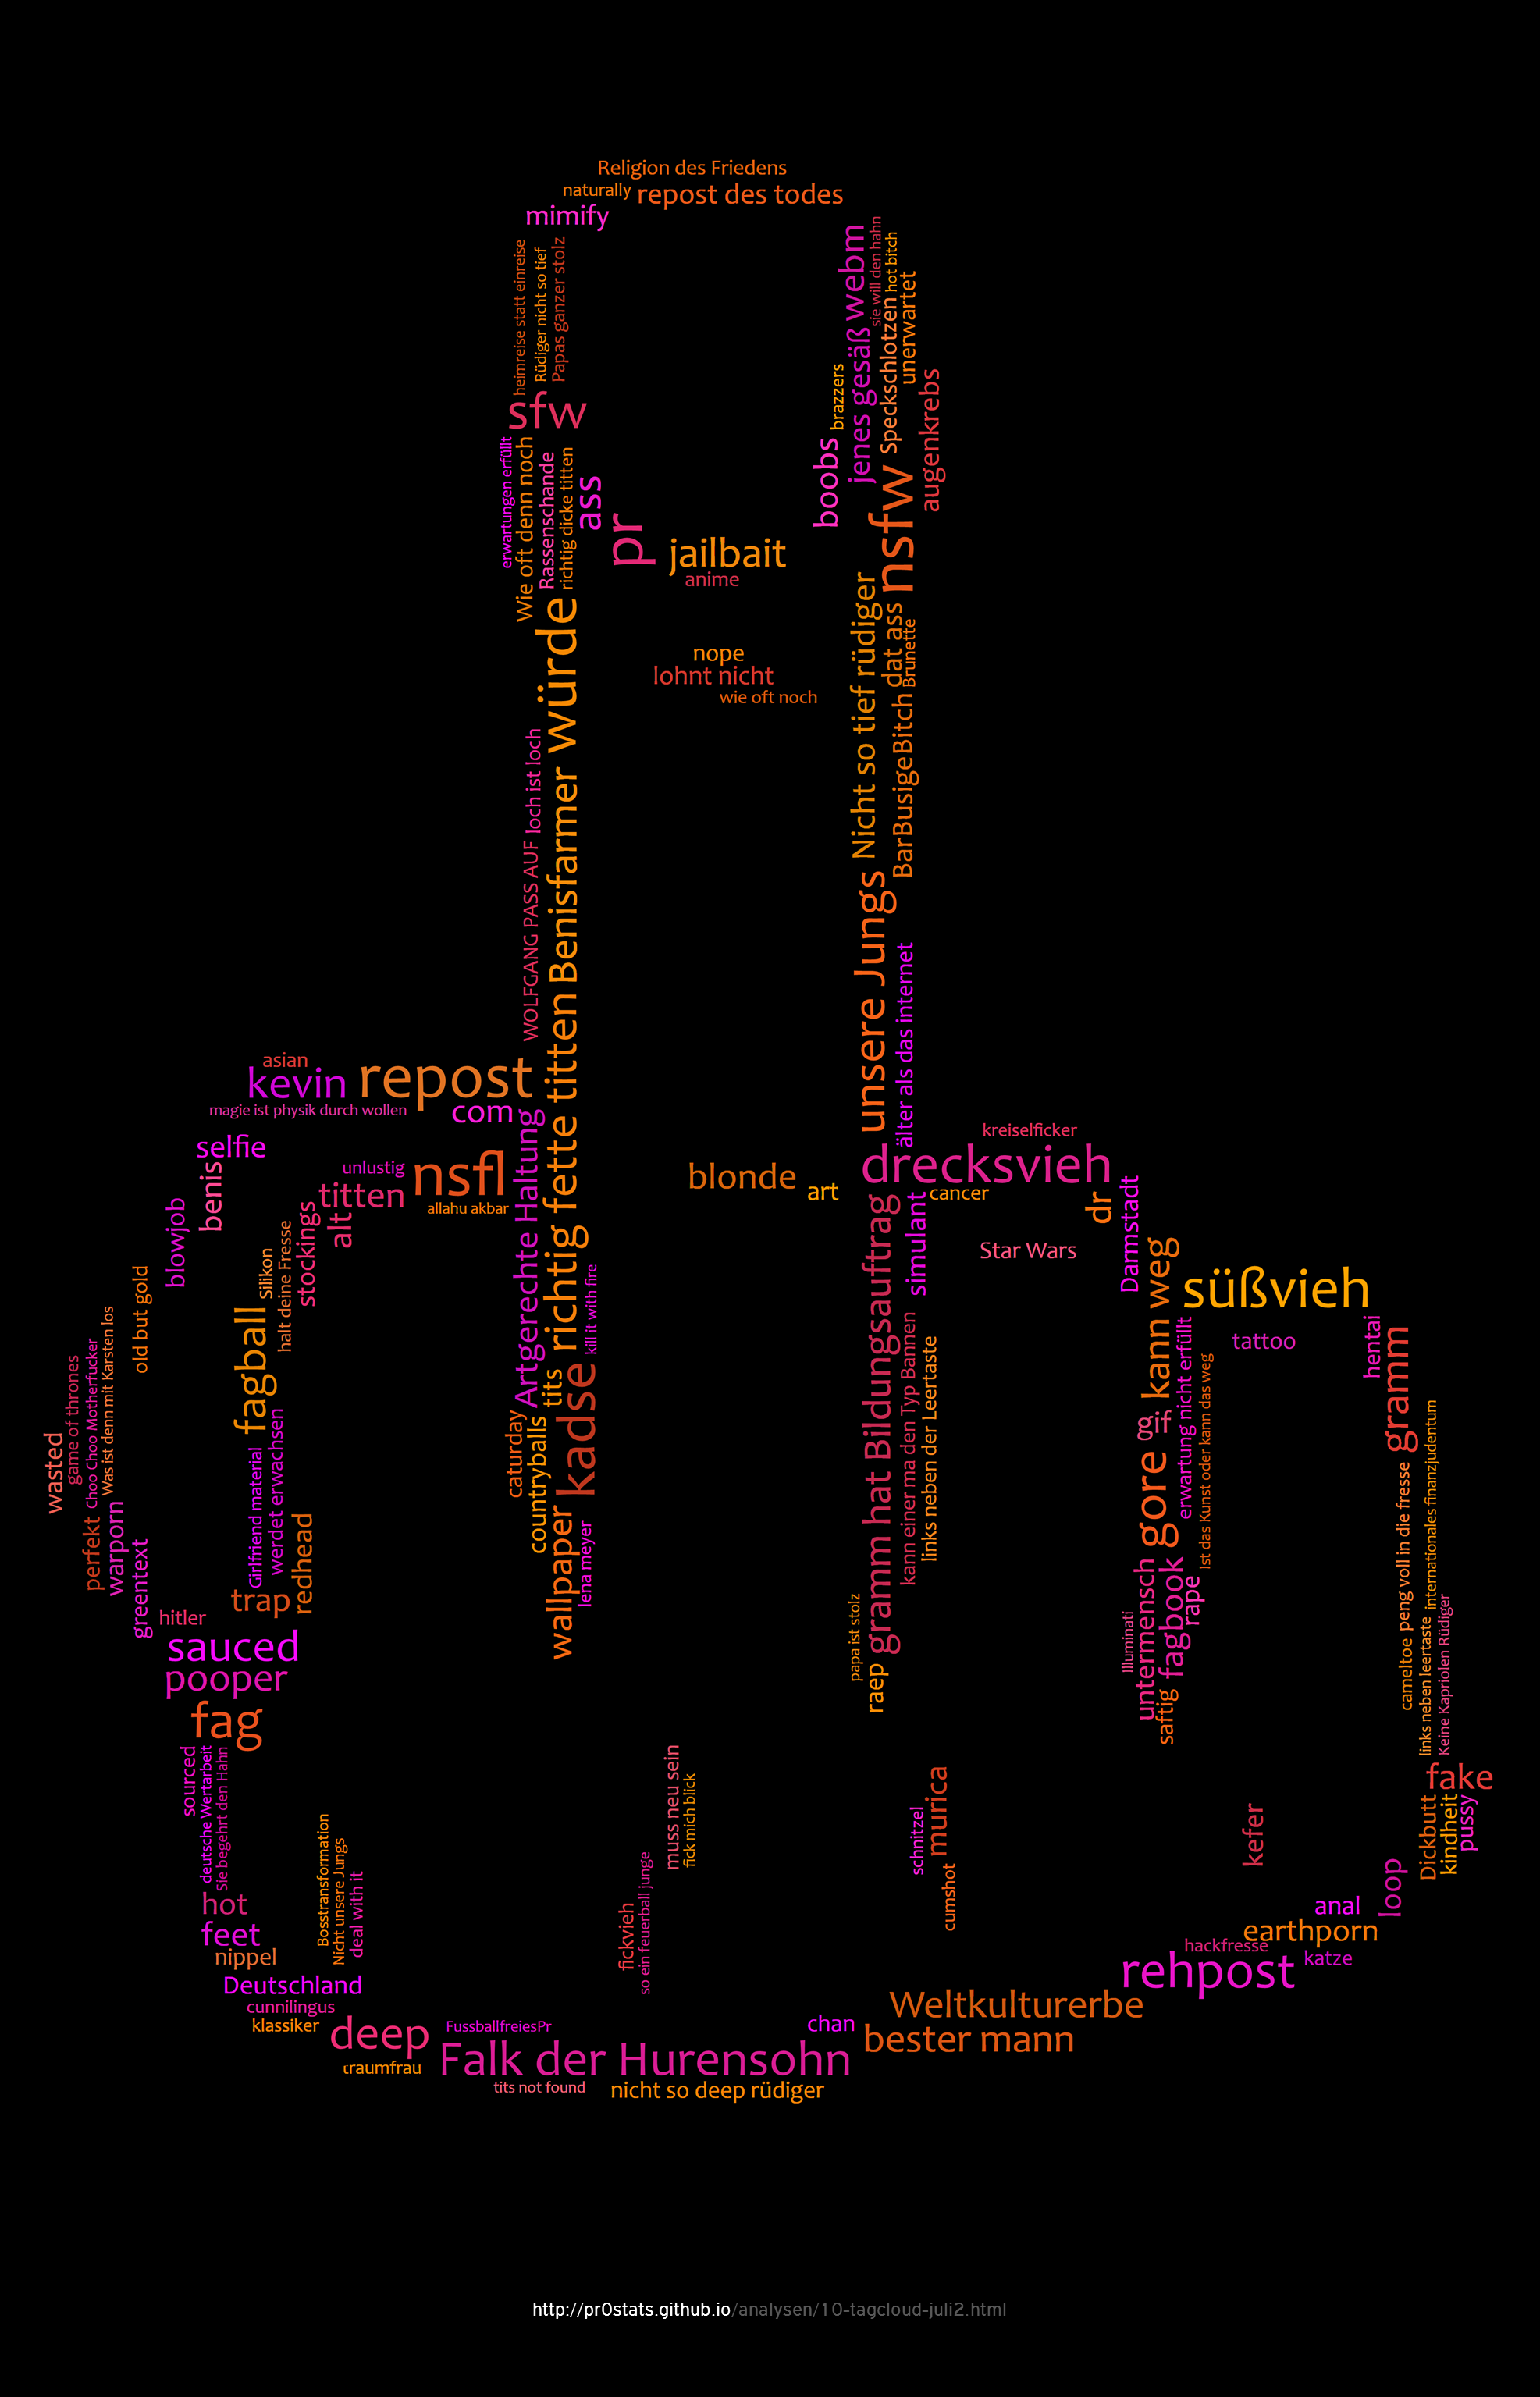 Religion des Friedens
naturally
repost des todes
mimify
heimreise statt einreise
Rüdiger nicht so tief
Papas ganzer stolz
webm
sie will den hahn
hot bitch
unerwartet
Speckschlotzen
jenes gesäß
brazzers
augenkrebs
sfw
erwartungen erfüllt
Wie oft denn noch
Rassenschande
richtig dicke titten
ass
boobs
nsfw
pr
jailbait
anime
würde
Nicht so tief rüdiger
dat ass
Brunette
nope
lohnt nicht
wie oft noch
BarBusigeBitch
loch ist loch
WOLFGANG PASS AUF
Benisfarmer
unsere Jungs
älter als das internet
richtig fette titten
asian
kevin
repost
magie ist physik durch wollen
com
Artgerechte Haltung
selfie
benis
unlustig
nsfl
titten
allahu akbar
alt
stockings
blowjob
kreiselficker
drecksvieh
blonde
art
cancer
simulant
dr
Darmstadt
Star Wars
gramm hat Bildungsauftrag
kann weg
süßvieh
tattoo
hentai
gramm
old but gold
Silikon
halt deine Fresse
fagball
kill it with fire
tits
kadse
caturday
countryballs
wallpaper
lena meyer
kann einer ma den Typ Bannen
links neben der Leertaste
erwartung nicht erfüllt
Ist das Kunst oder kann das weg
gif
gore
wasted
game of thrones
Choo Choo Motherfucker
Was ist denn mit Karsten los
perfekt
warporn
greentext
Girlfriend material
werdet erwachsen
redhead
trap
hitler
sauced
pooper
fag
papa ist stolz
raep
Illuminati
untermensch
fagbook
rape
saftig
internationales finanzjudentum
peng voll in die fresse
cameltoe
links neben leertaste
Keine Kapriolen Rüdiger
fake
Dickbutt
kindheit
pussy
sourced
deutsche Wertarbeit
Sie begehrt den Hahn
hot
feet
nippel
Bosstransformation
Nicht unsere Jungs
deal with it
muss neu sein
fick mich blick
fickvieh
so ein feuerball junge
murica
schnitzel
cumshot
kefer
loop
anal
earthporn
hackfresse
katze
rehpost
Deutschland
cunnilingus
klassiker
deep
traumfrau
FussballfreiesPr
Falk der Hurensohn
tits not found
nicht so deep rüdiger
chan
Weltkulturerbe
bester mann
http://pr0stats.github.io/analysen/10-tagcloud-juli2.html